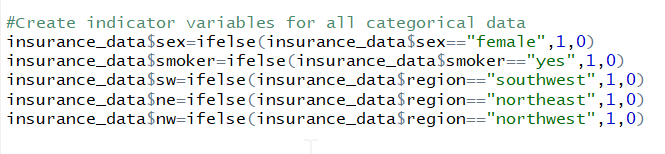 #Create indicator variables for all categorical data
insurance_data$sex=ifelse(insurance_data$sex=="female",1,0)
insurance_data$smoker=ifelse(insurance_data$smoker=="yes",1,0)
insurance_data$sw=ifelse(insurance_data$region=="southwest",1,0)
insurance_data$ne=ifelse(insurance_data$region=="northeast",1,0)
insurance_data$nw=ifelse(insurance_data$region=="northwest",1,0)